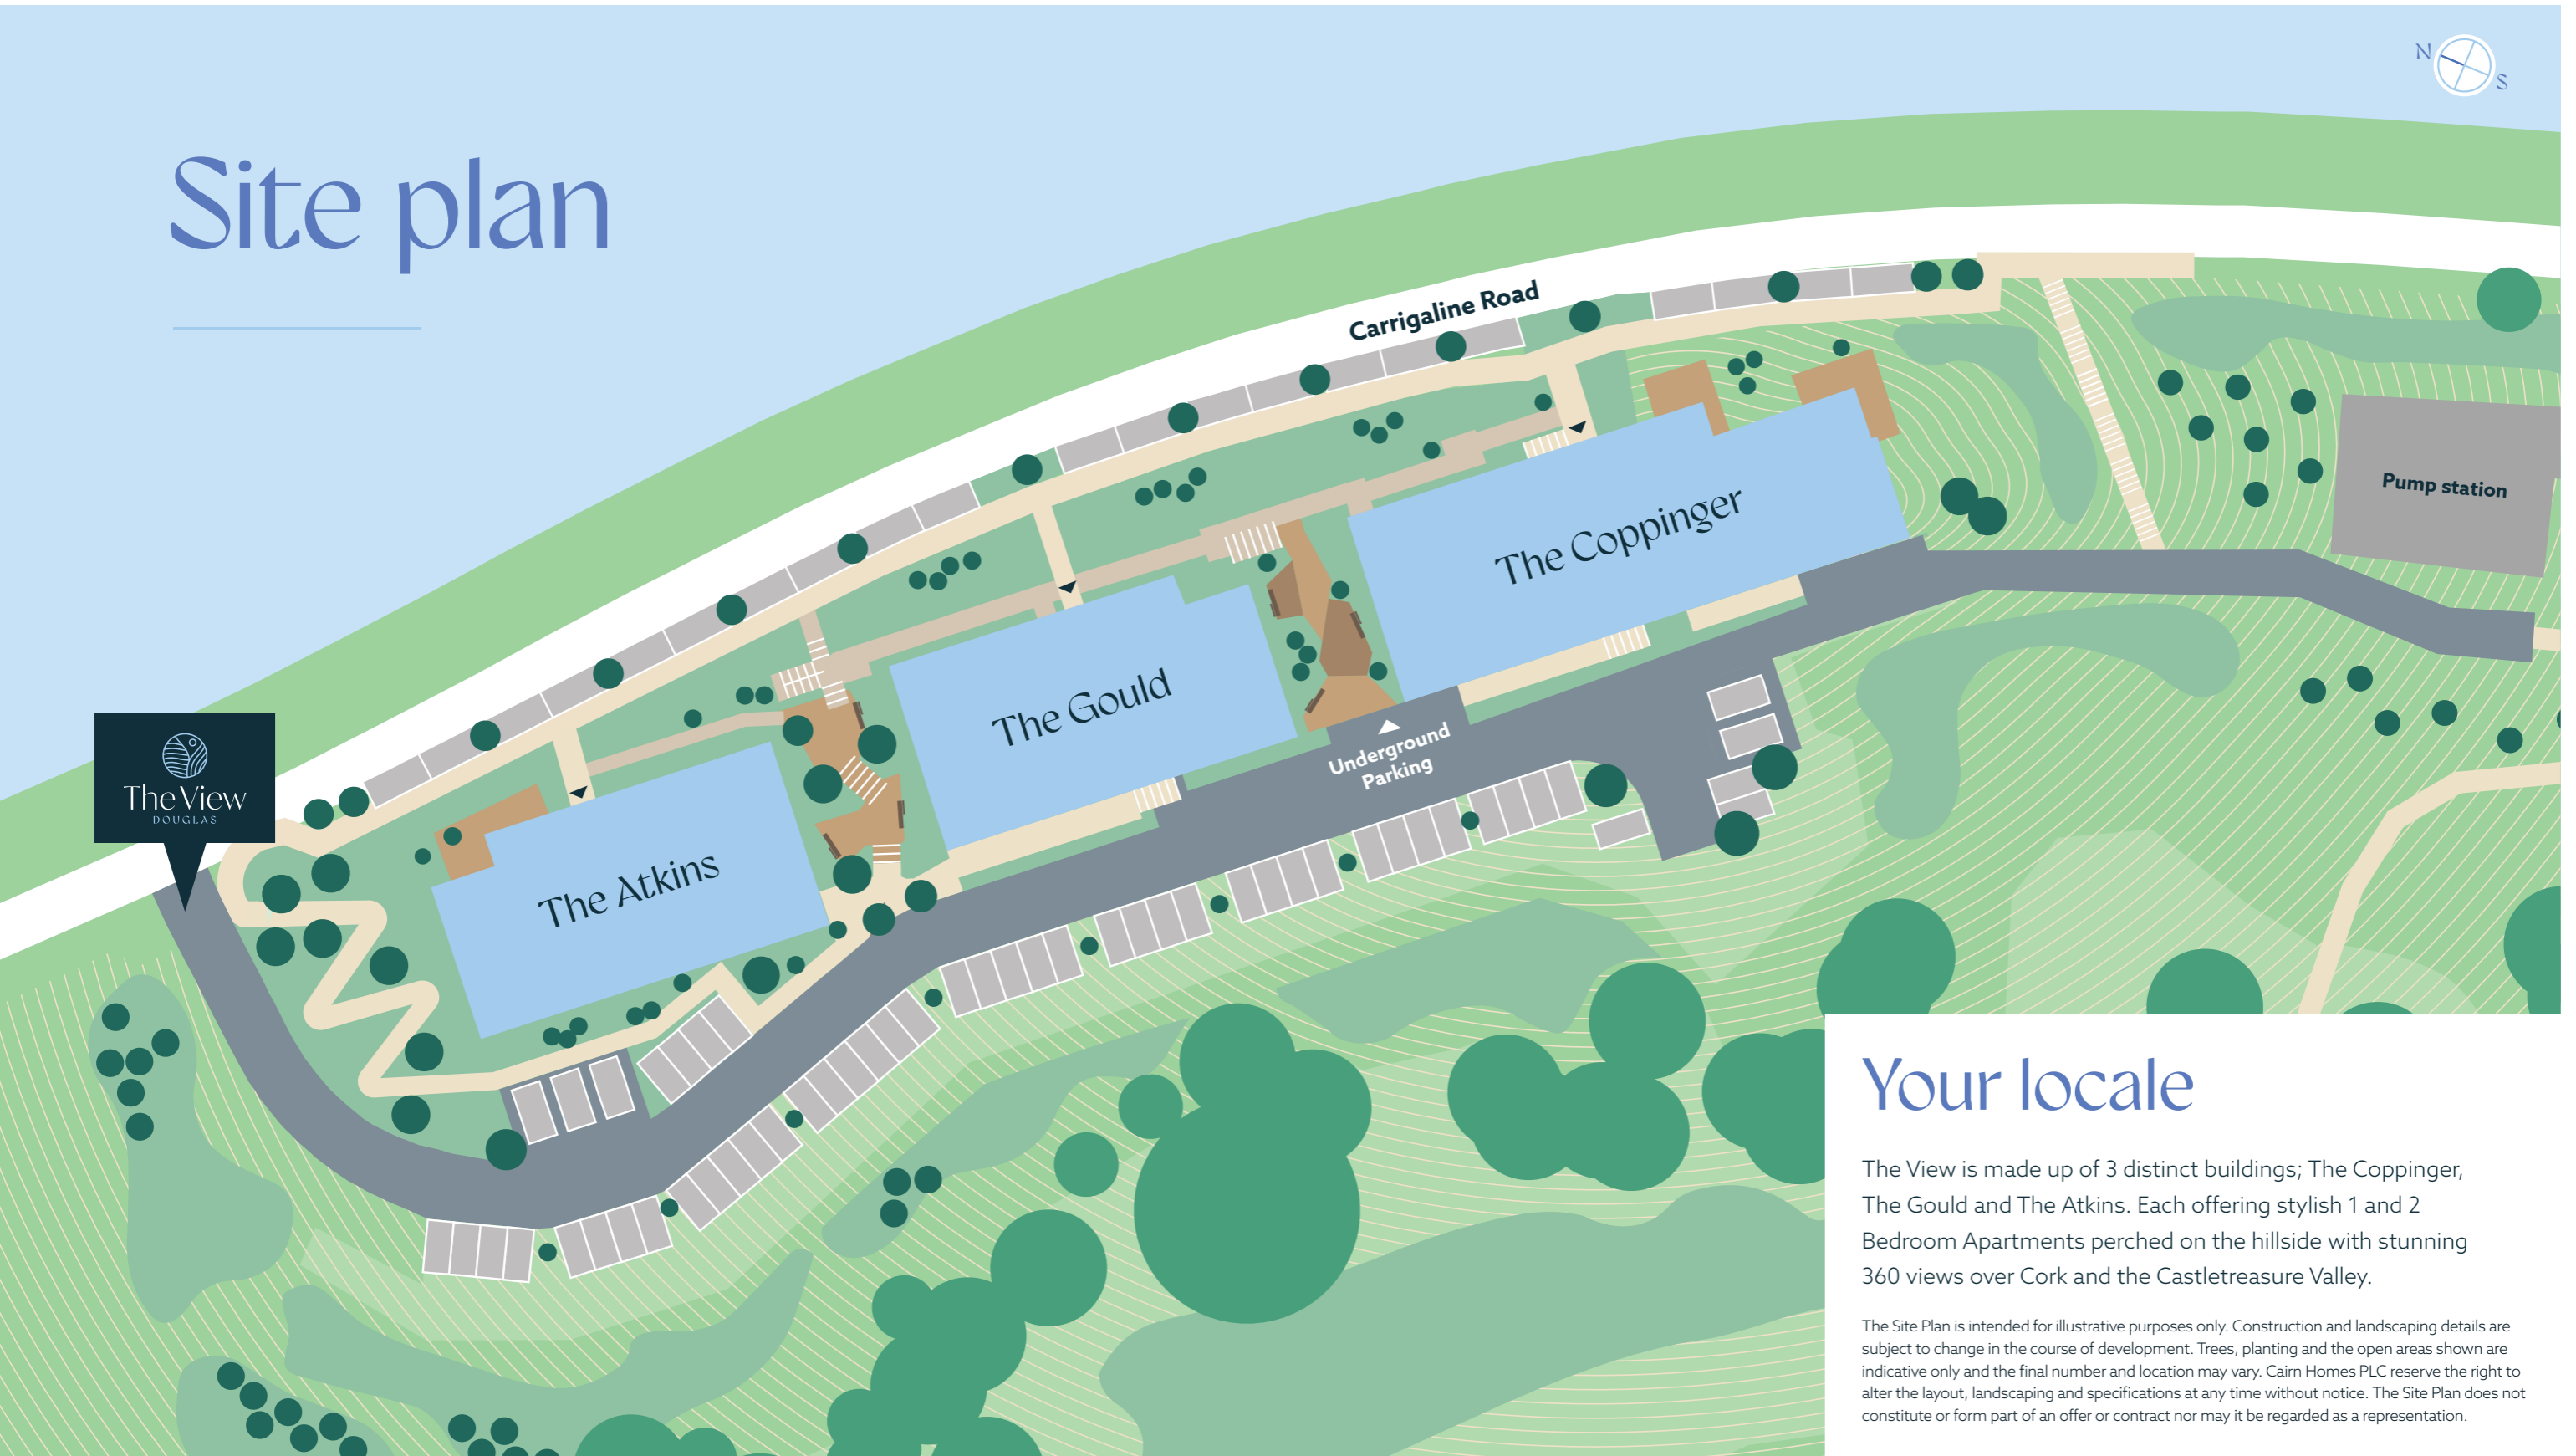 N
S
Site plan
Carrigaline Road
Pump station
The Coppinger
The Gould
Underground
Parking
The View
DOUGLAS
The Atkins
Your locale
The View is made up of 3 distinct buildings; The Coppinger,
The Gould and The Atkins. Each offering stylish 1 and 2
Bedroom Apartments perched on the hillside with stunning
360 views over Cork and the Castletreasure Valley.
The Site Plan is intended for illustrative purposes only. Construction and landscaping details are
subject to change in the course of development. Trees, planting and the open areas shown are
indicative only and the final number and location may vary. Cairn Homes PLC reserve the right to
alter the layout, landscaping and specifications at any time without notice. The Site Plan does not
constitute or form part of an offer or contract nor may it be regarded as a representation.